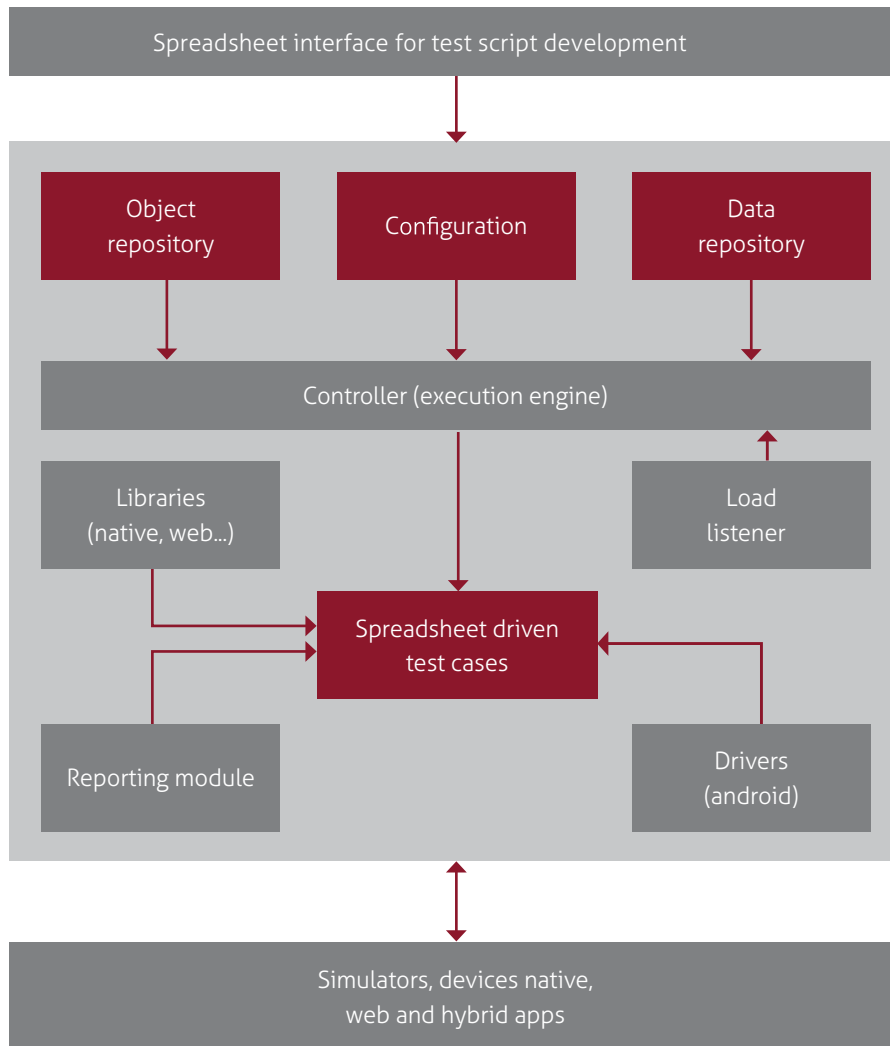 Spreadsheet interface for test script development
Object
repository
Configuration
Data
repository
Controller (execution engine)
Libraries
(native, web...)
Load
listener
Spreadsheet driven
test cases
Reporting module
Drivers
(android)
Simulators, devices native,
web and hybrid apps